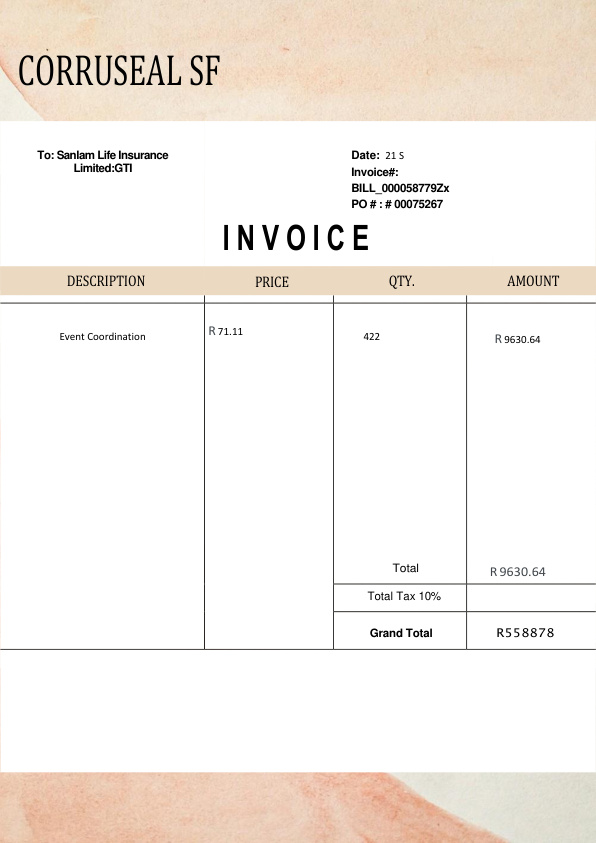 CORRUSEAL SF
To: Sanlam Life Insurance
Limited:GTI
Date: 21 S
Invoice#:
BILL_000058779Zx
PO # : # 00075267
INVOICE
DESCRIPTION PRICE QTY. AMOUNT
Event Coordination R 71.11 422 R 9630.64
Total R 9630.64
Total Tax 10%
Grand Total R558878